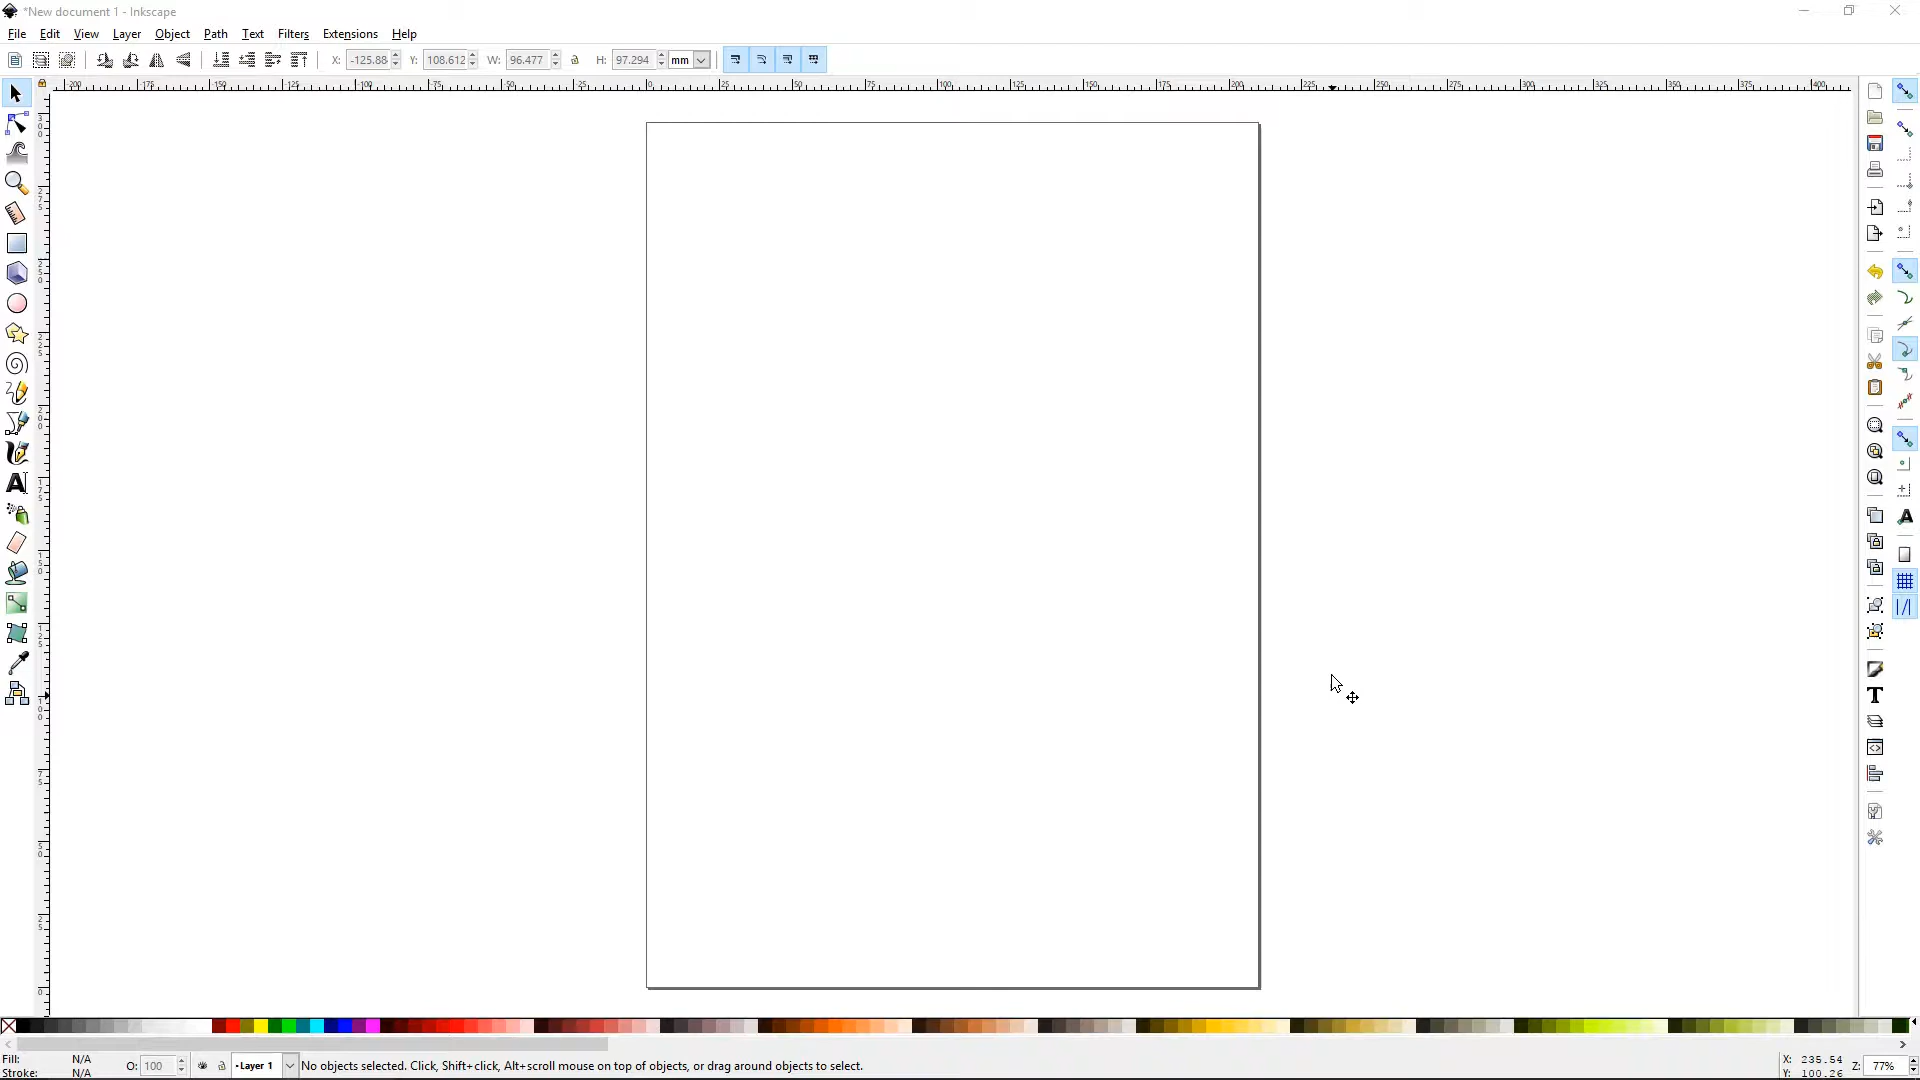 *New document 1 - Inkscape
File Edit View Layer Object Path Text Filters Extensions Help
X: -125.88 Y: 108.612 W: 96.477 H: 97.294 mm
Fill: N/A
Stroke: N/A
O: 100
•Layer 1
No objects selected. Click, Shift+click, Alt+scroll mouse on top of objects, or drag around objects to select.
X: 235.54
Y: 100.26
Z: 77%